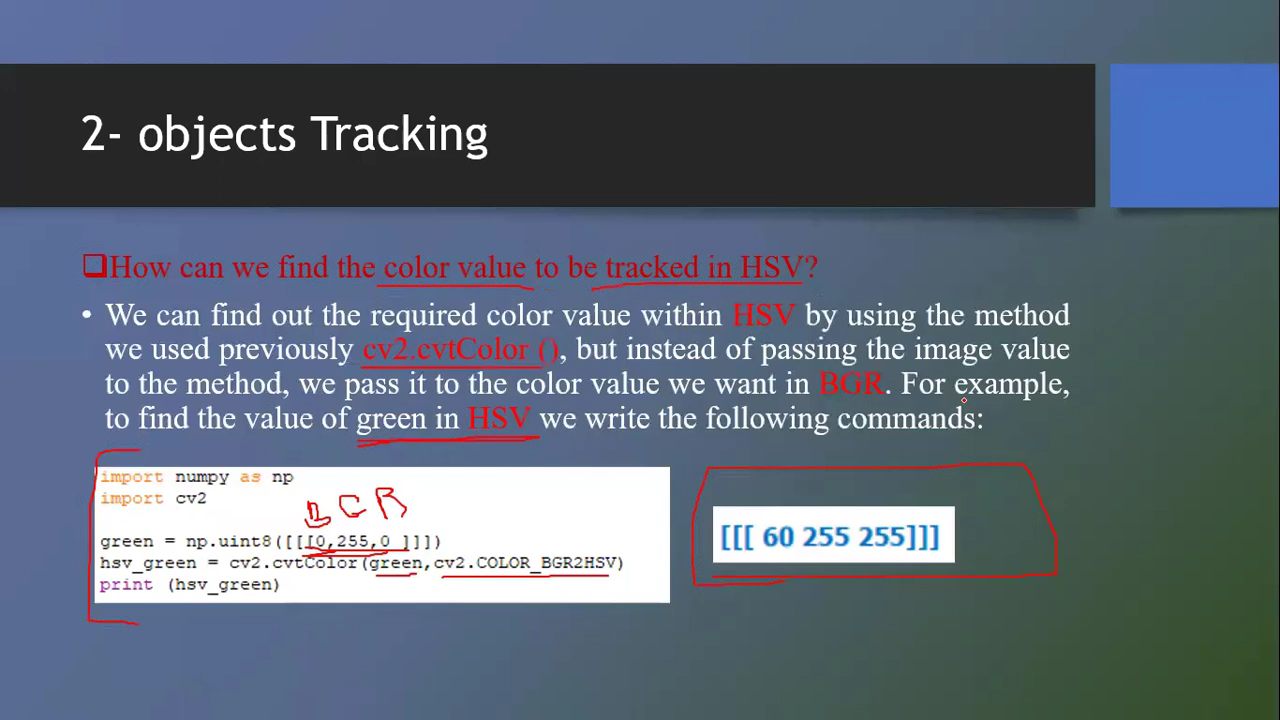 2- objects Tracking
❑How can we find the color value to be tracked in HSV?
• We can find out the required color value within HSV by using the method
we used previously cv2.cvtColor (), but instead of passing the image value
to the method, we pass it to the color value we want in BGR. For example,
to find the value of green in HSV we write the following commands:
import numpy as np
import cv2
B G R
green = np.uint8([[[0,255,0 ]]])
hsv_green = cv2.cvtColor(green,cv2.COLOR_BGR2HSV)
print (hsv_green)
[[[ 60 255 255]]]